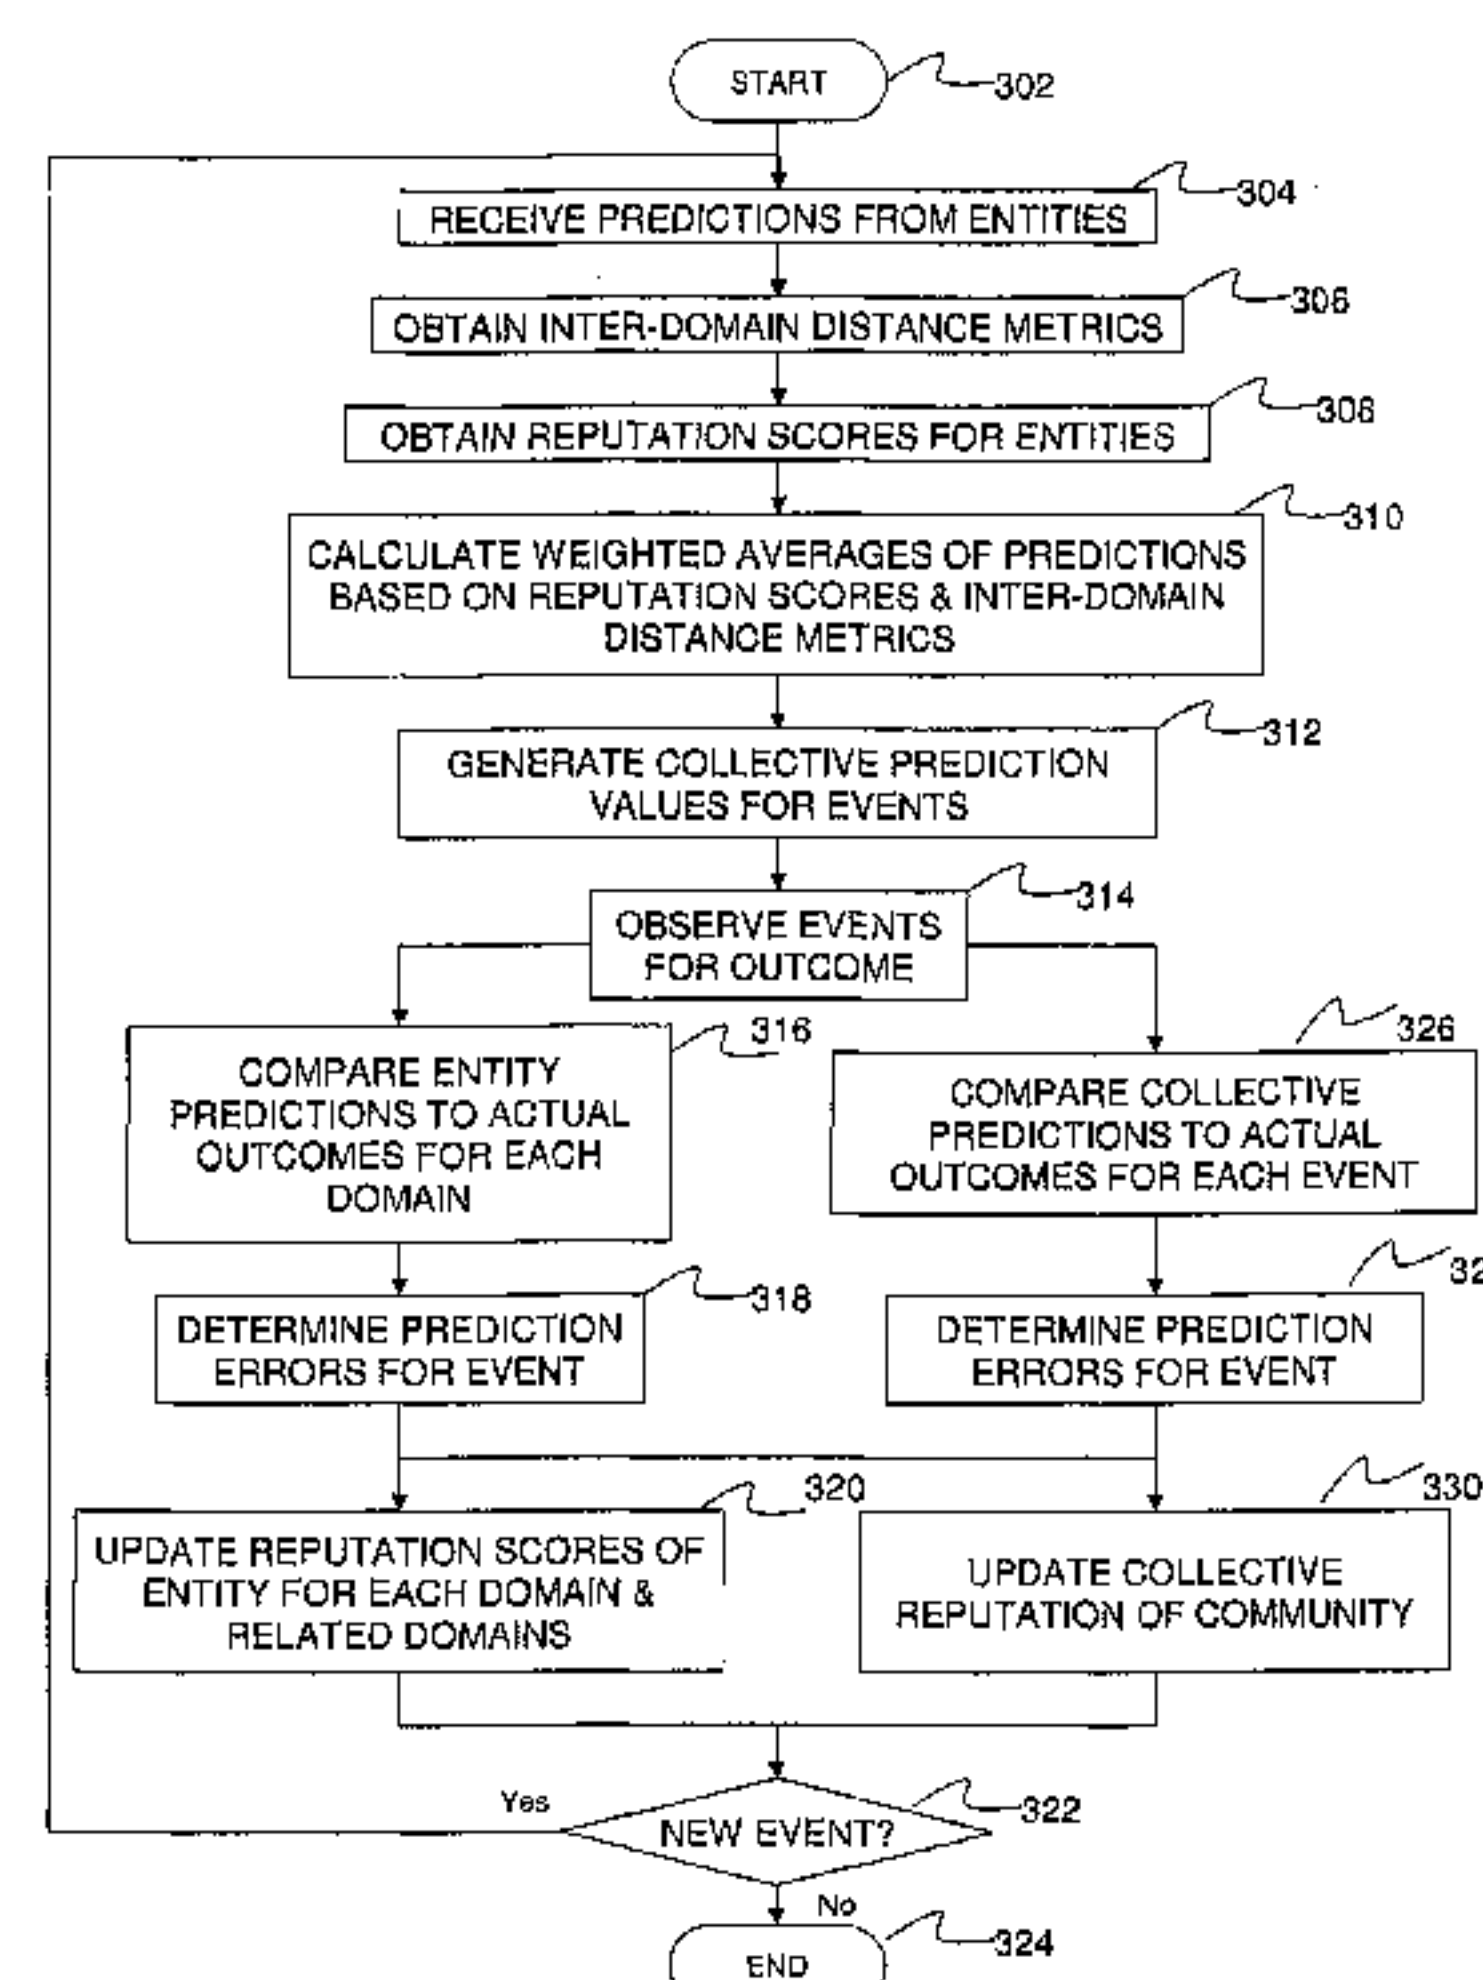 START
302
304
RECEIVE PREDICTIONS FROM ENTITIES
306
OBTAIN INTER-DOMAIN DISTANCE METRICS
308
OBTAIN REPUTATION SCORES FOR ENTITIES
310
CALCULATE WEIGHTED AVERAGES OF PREDICTIONS
BASED ON REPUTATION SCORES & INTER-DOMAIN
DISTANCE METRICS
312
GENERATE COLLECTIVE PREDICTION
VALUES FOR EVENTS
314
OBSERVE EVENTS
FOR OUTCOME
316
COMPARE ENTITY
PREDICTIONS TO ACTUAL
OUTCOMES FOR EACH
DOMAIN
326
COMPARE COLLECTIVE
PREDICTIONS TO ACTUAL
OUTCOMES FOR EACH EVENT
318
DETERMINE PREDICTION
ERRORS FOR EVENT
DETERMINE PREDICTION
ERRORS FOR EVENT
320
UPDATE REPUTATION SCORES OF
ENTITY FOR EACH DOMAIN &
RELATED DOMAINS
330
UPDATE COLLECTIVE
REPUTATION OF COMMUNITY
Yes
322
NEW EVENT?
No
324
END